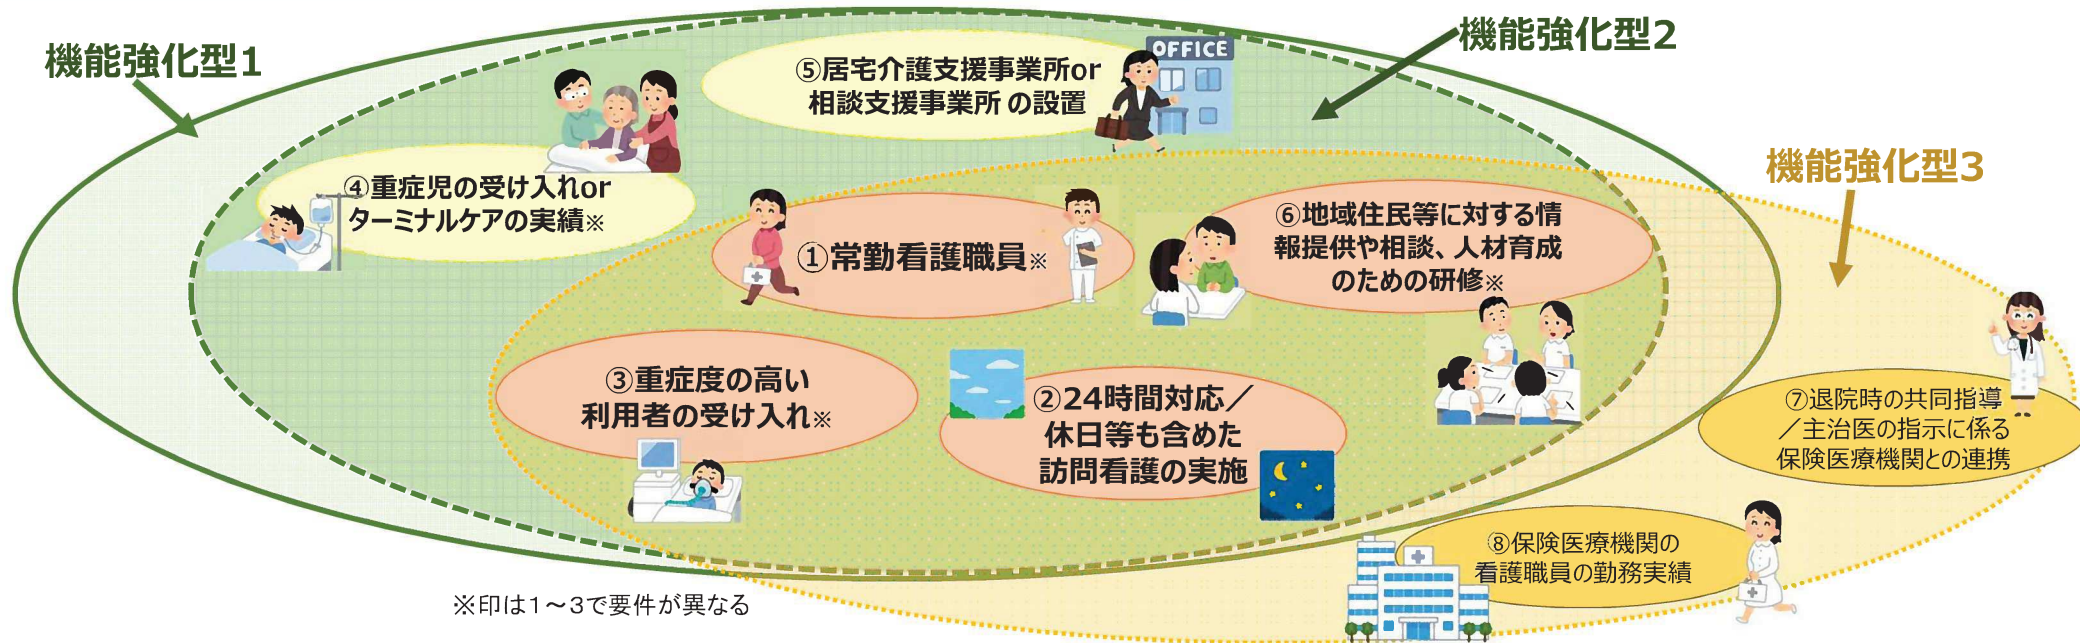 機能強化型1
機能強化型2
機能強化型3
⑤居宅介護支援事業所or
相談支援事業所 の設置
OFFICE
④重症児の受け入れor
ターミナルケアの実績※
①常勤看護職員※
⑥地域住民等に対する情
報提供や相談、人材育成
のための研修※
③重症度の高い
利用者の受け入れ※
②24時間対応／
休日等も含めた
訪問看護の実施
⑦退院時の共同指導
／主治医の指示に係る
保険医療機関との連携
⑧保険医療機関の
看護職員の勤務実績
※印は1～3で要件が異なる